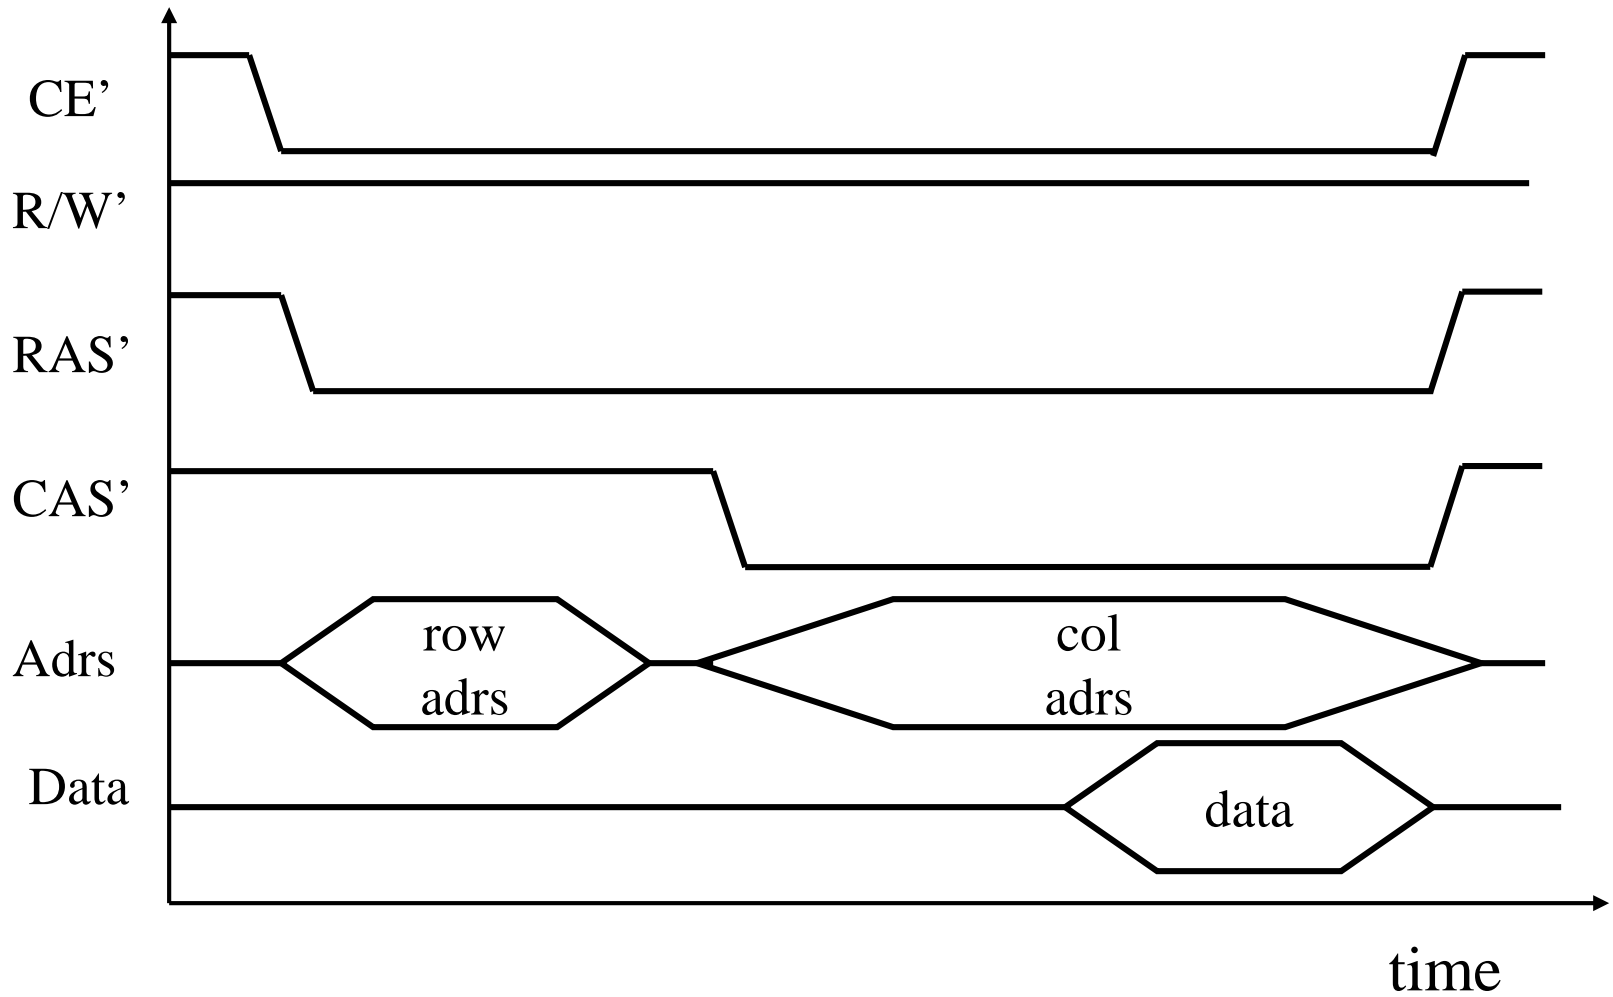 CE’
R/W’
RAS’
CAS’
Adrs
row
adrs
col
adrs
Data
data
time